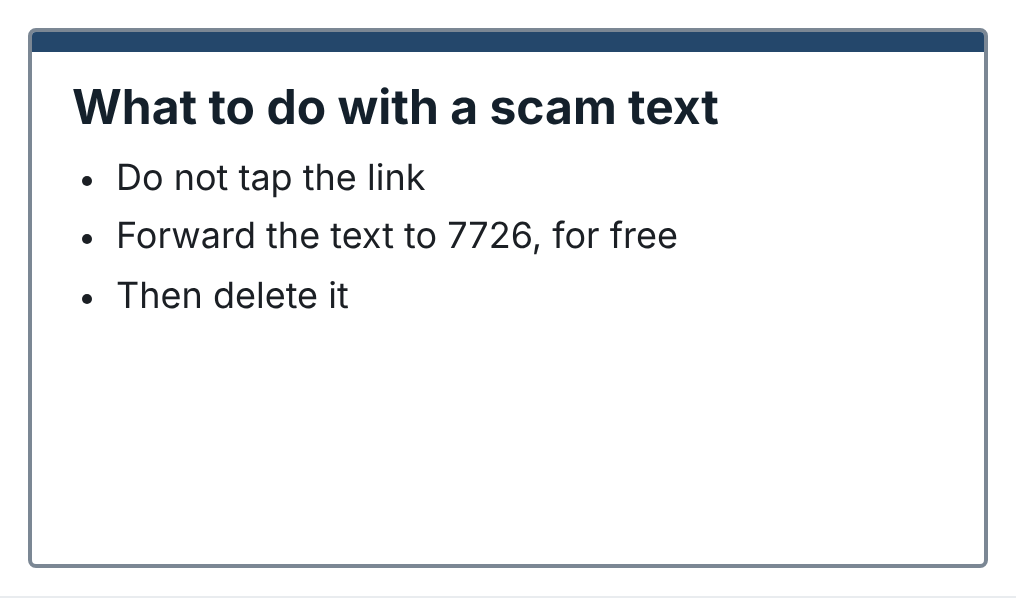 What to do with a scam text
• Do not tap the link
• Forward the text to 7726, for free
• Then delete it